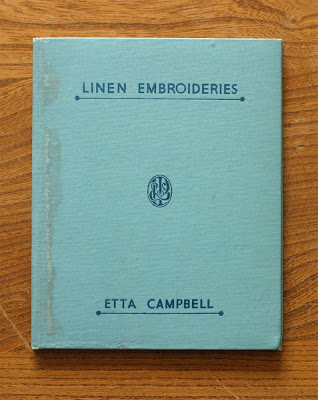 LINEN EMBROIDERIES
ETTA CAMPBELL